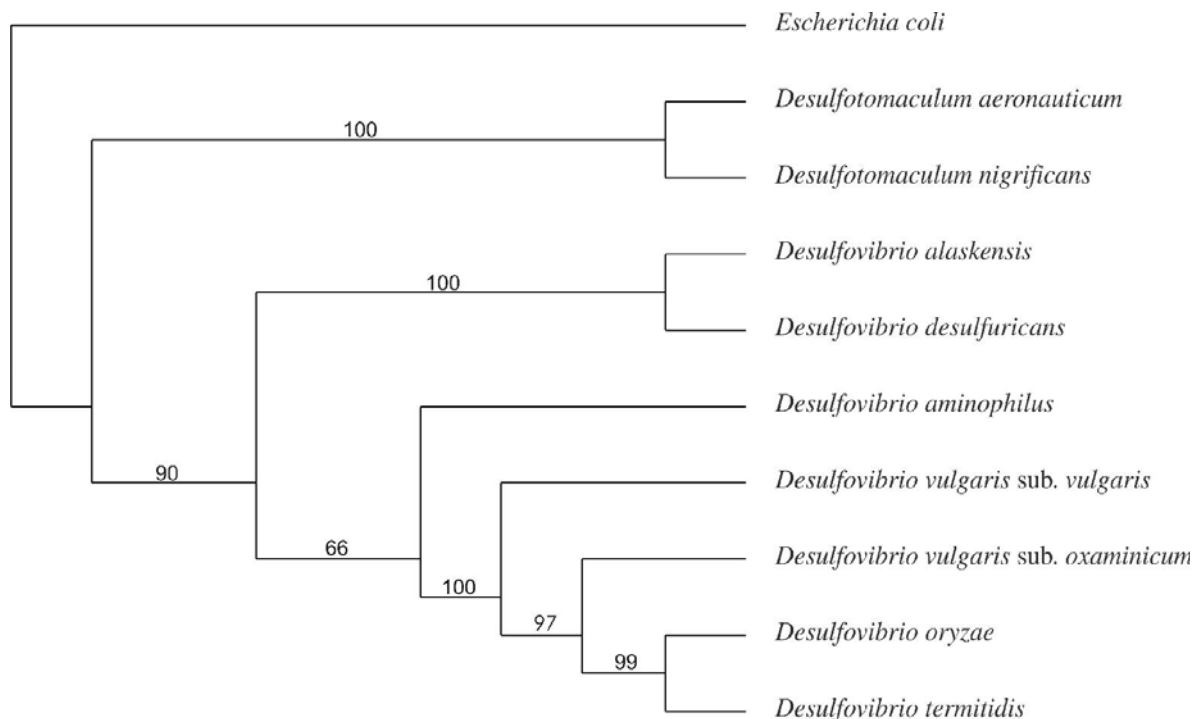 Escherichia coli
Desulfotomaculum aeronauticum
100
Desulfotomaculum nigrificans
Desulfovibrio alaskensis
100
Desulfovibrio desulfuricans
Desulfovibrio aminophilus
90
Desulfovibrio vulgaris sub. vulgaris
66
Desulfovibrio vulgaris sub. oxaminicum
100
97
Desulfovibrio oryzae
99
Desulfovibrio termitidis